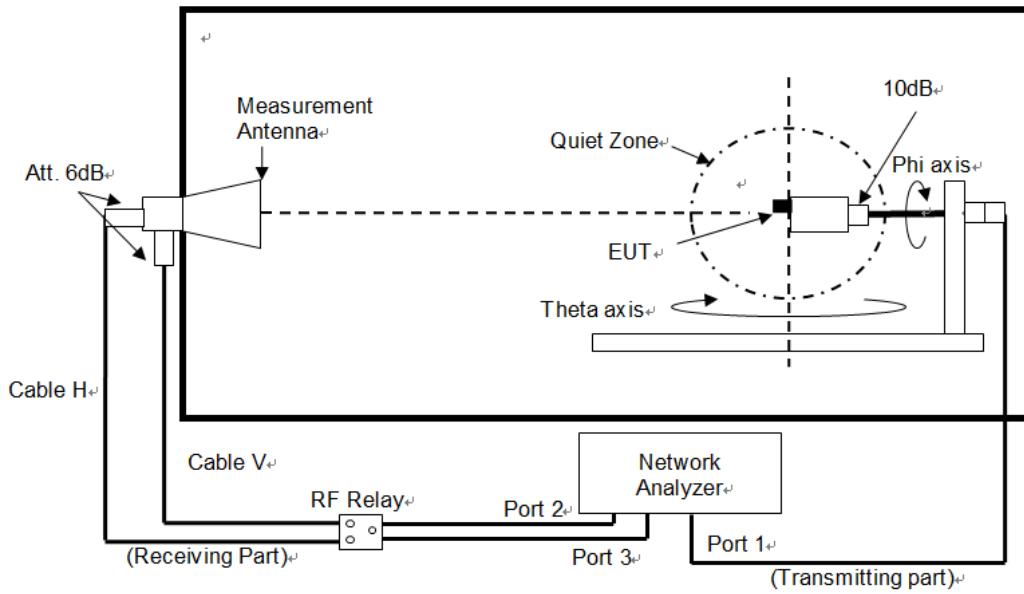 10dB
Measurement
Antenna
Quiet Zone
Phi axis
Att. 6dB
EUT
Theta axis
Cable H
Cable V
Network
Analyzer
RF Relay
Port 2
Port 3
Port 1
(Receiving Part)
(Transmitting part)